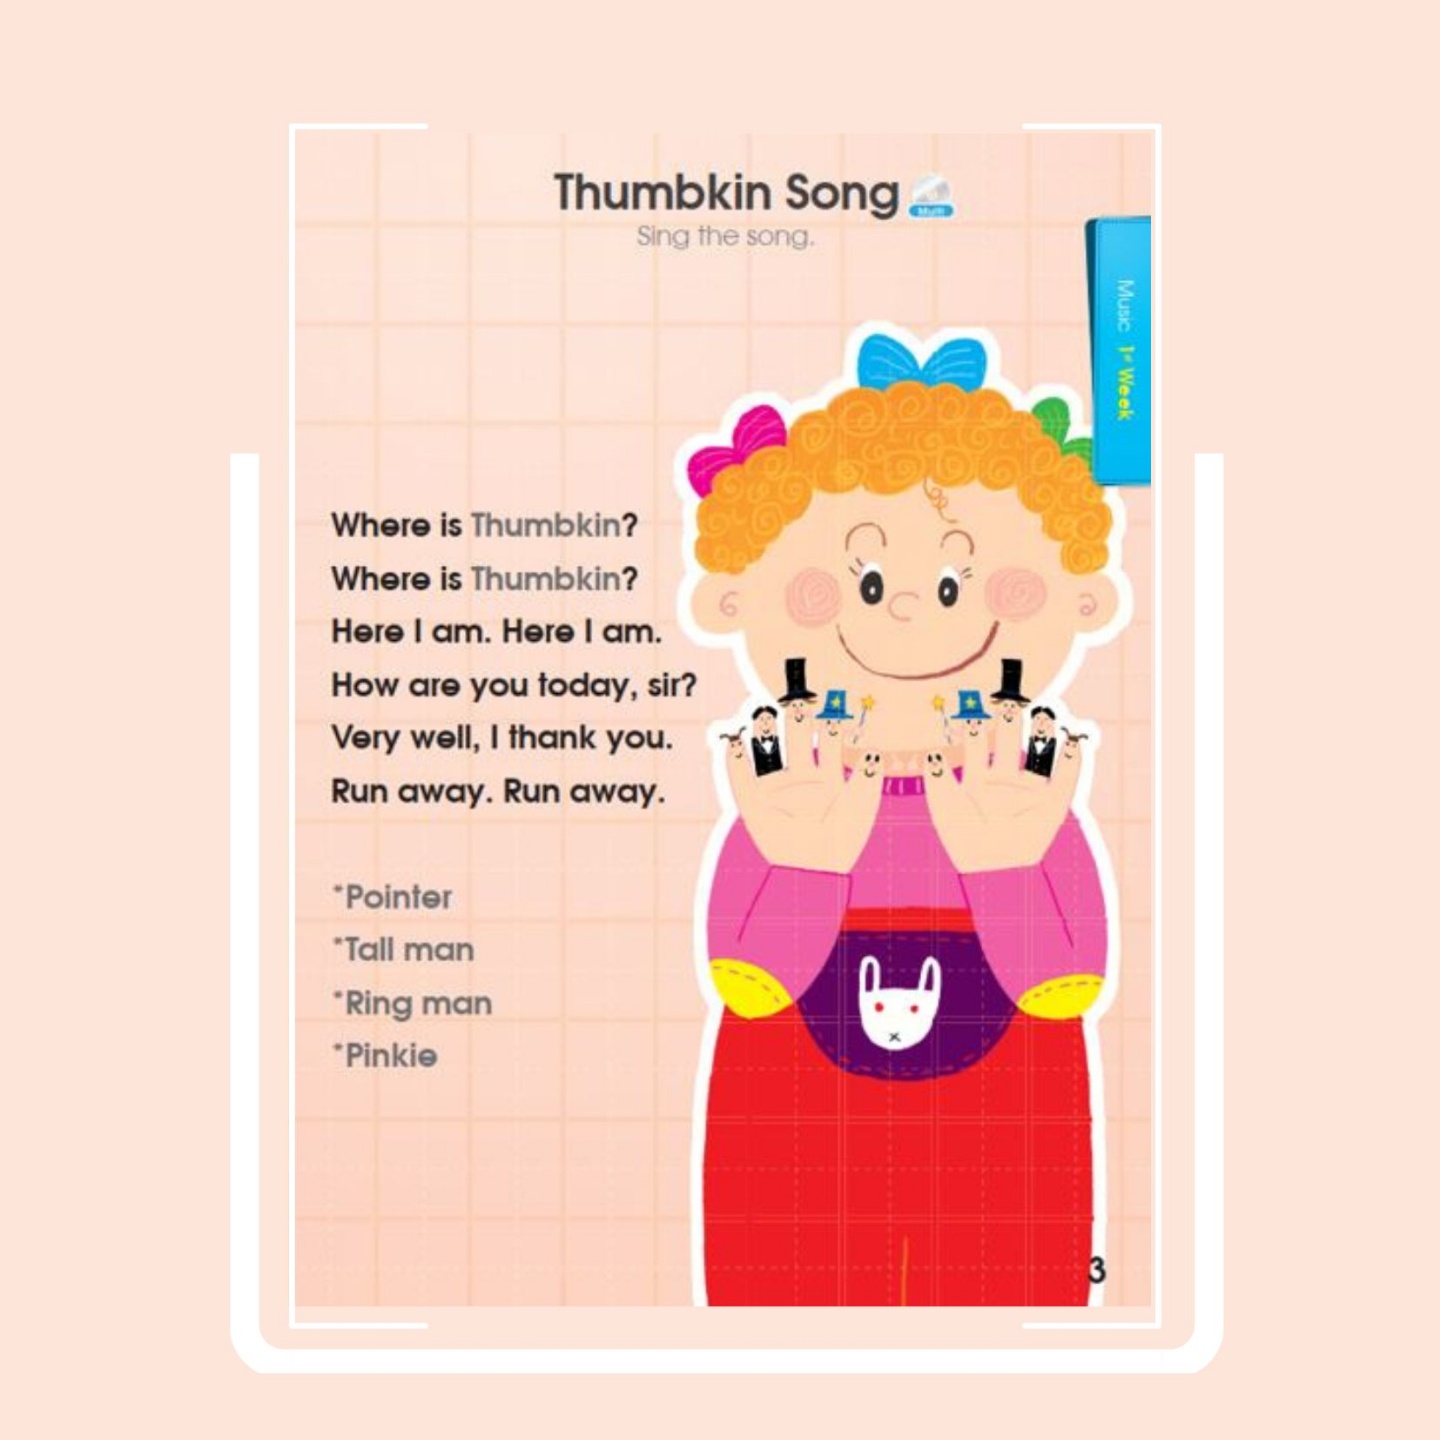 Thumbkin Song
Multi
Sing the song.
Music 1st Week
Where is Thumbkin?
Where is Thumbkin?
Here I am. Here I am.
How are you today, sir?
Very well, I thank you.
Run away. Run away.
*Pointer
*Tall man
*Ring man
*Pinkie
3